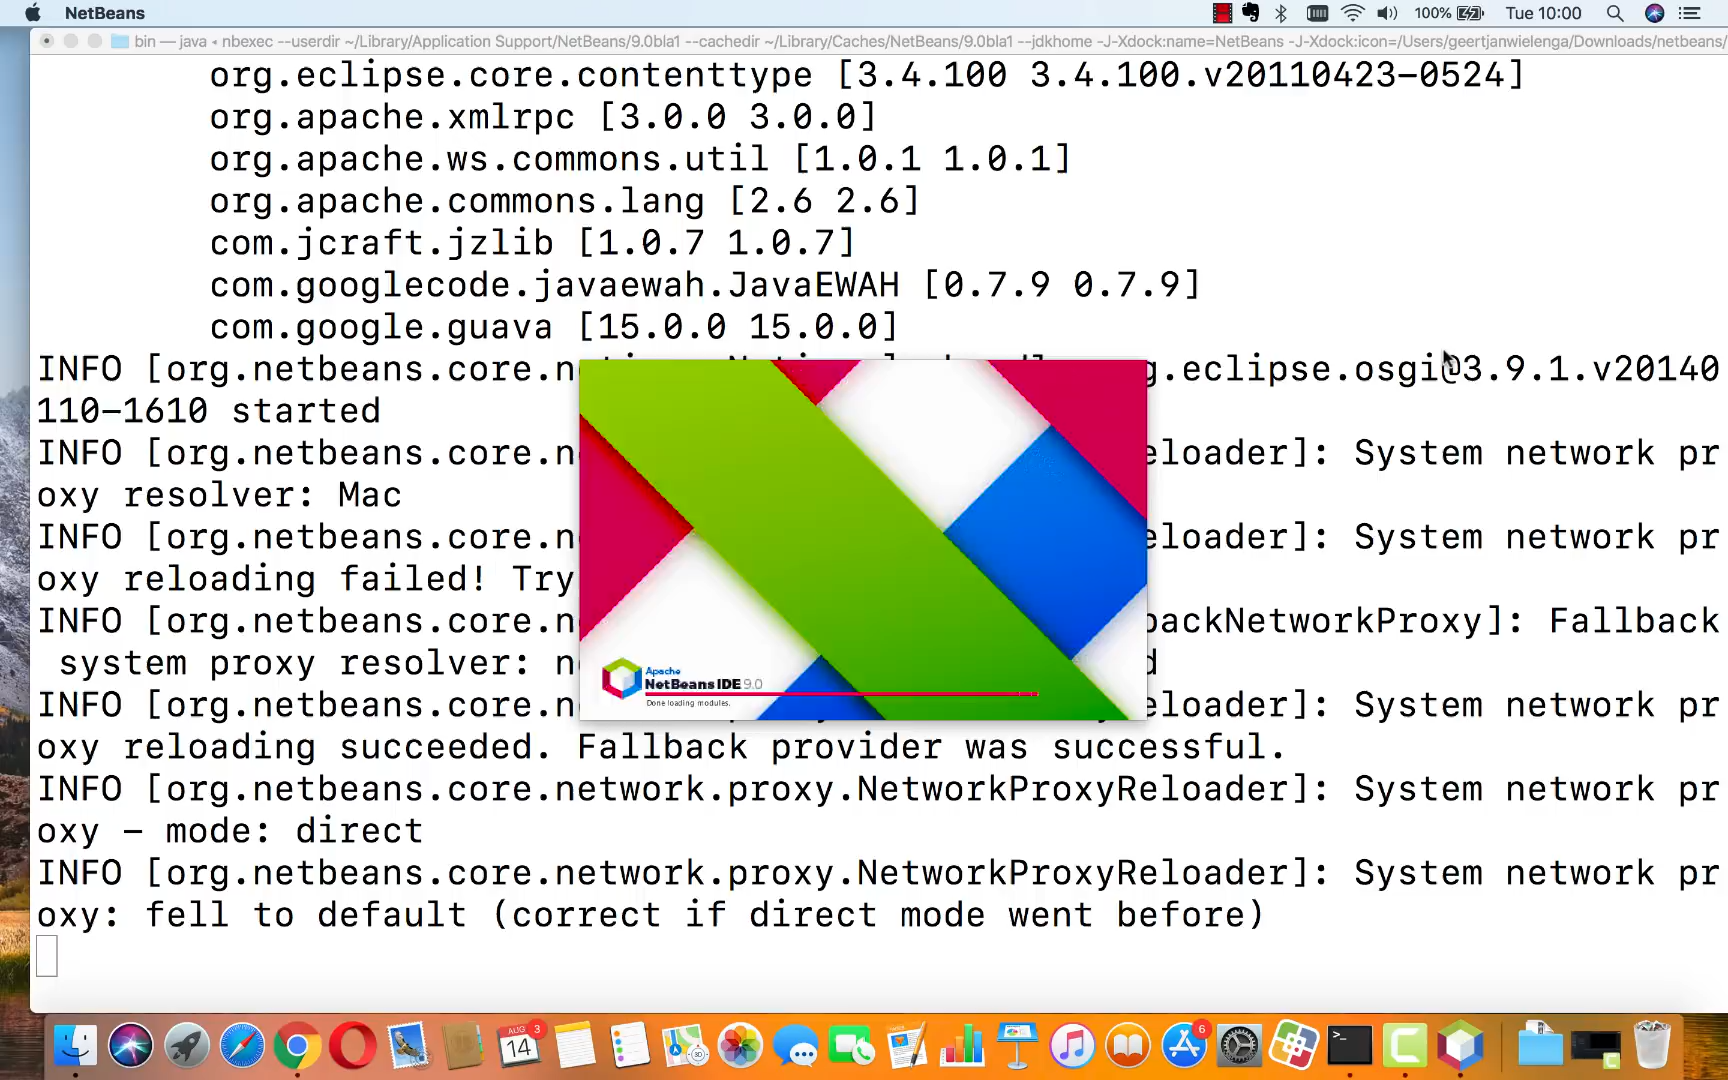 NetBeans
100%
Tue 10:00
bin — java ◂ nbexec --userdir ~/Library/Application Support/NetBeans/9.0bla1 --cachedir ~/Library/Caches/NetBeans/9.0bla1 --jdkhome -J-Xdock:name=NetBeans -J-Xdock:icon=/Users/geertjanwielenga/Downloads/netbeans/
org.eclipse.core.contenttype [3.4.100 3.4.100.v20110423-0524]
org.apache.xmlrpc [3.0.0 3.0.0]
org.apache.ws.commons.util [1.0.1 1.0.1]
org.apache.commons.lang [2.6 2.6]
com.jcraft.jzlib [1.0.7 1.0.7]
com.googlecode.javaewah.JavaEWAH [0.7.9 0.7.9]
com.google.guava [15.0.0 15.0.0]
INFO [org.netbeans.core.ne g.eclipse.osgi@3.9.1.v20140
110-1610 started
INFO [org.netbeans.core.n eloader]: System network pr
oxy resolver: Mac
INFO [org.netbeans.core.n eloader]: System network pr
oxy reloading failed! Try
INFO [org.netbeans.core.n backNetworkProxy]: Fallback
system proxy resolver: n d
INFO [org.netbeans.core.n eloader]: System network pr
oxy reloading succeeded. Fallback provider was successful.
INFO [org.netbeans.core.network.proxy.NetworkProxyReloader]: System network pr
oxy – mode: direct
INFO [org.netbeans.core.network.proxy.NetworkProxyReloader]: System network pr
oxy: fell to default (correct if direct mode went before)
Apache
NetBeans IDE 9.0
Done loading modules.
AUG 3
14
3D
6
>_